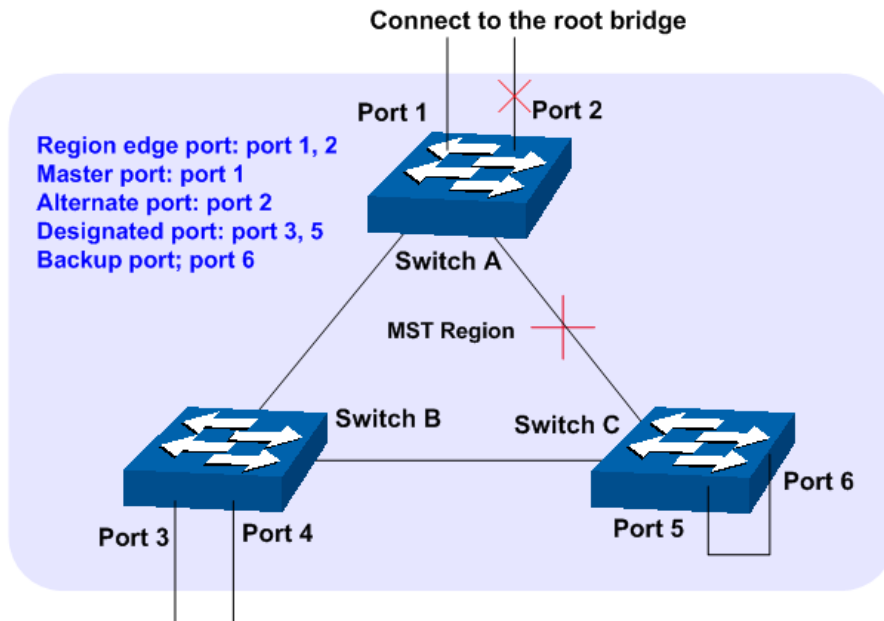 Connect to the root bridge
Port 1
Port 2
Region edge port: port 1, 2
Master port: port 1
Alternate port: port 2
Designated port: port 3, 5
Backup port; port 6
Switch A
MST Region
Switch B
Switch C
Port 3
Port 4
Port 5
Port 6